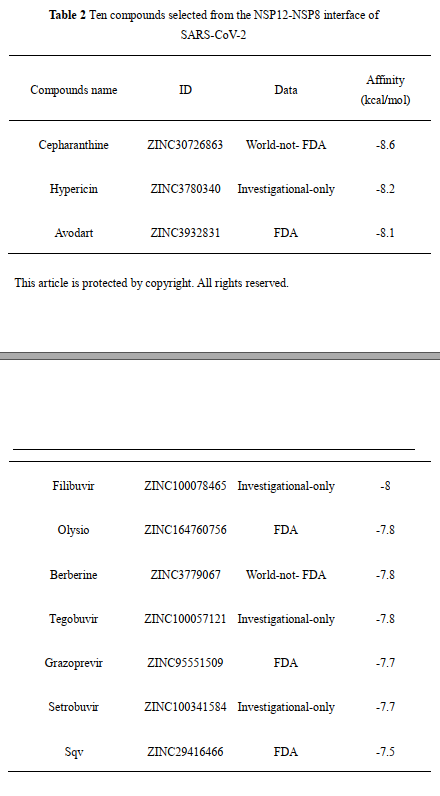 Table 2 Ten compounds selected from the NSP12-NSP8 interface of
SARS-CoV-2
Compounds name ID Data Affinity (kcal/mol)
Cepharanthine ZINC30726863 World-not- FDA -8.6
Hypericin ZINC3780340 Investigational-only -8.2
Avodart ZINC3932831 FDA -8.1
This article is protected by copyright. All rights reserved.
Filibuvir ZINC100078465 Investigational-only -8
Olysio ZINC164760756 FDA -7.8
Berberine ZINC3779067 World-not- FDA -7.8
Tegobuvir ZINC100057121 Investigational-only -7.8
Grazoprevir ZINC95551509 FDA -7.7
Setrobuvir ZINC100341584 Investigational-only -7.7
Sqv ZINC29416466 FDA -7.5